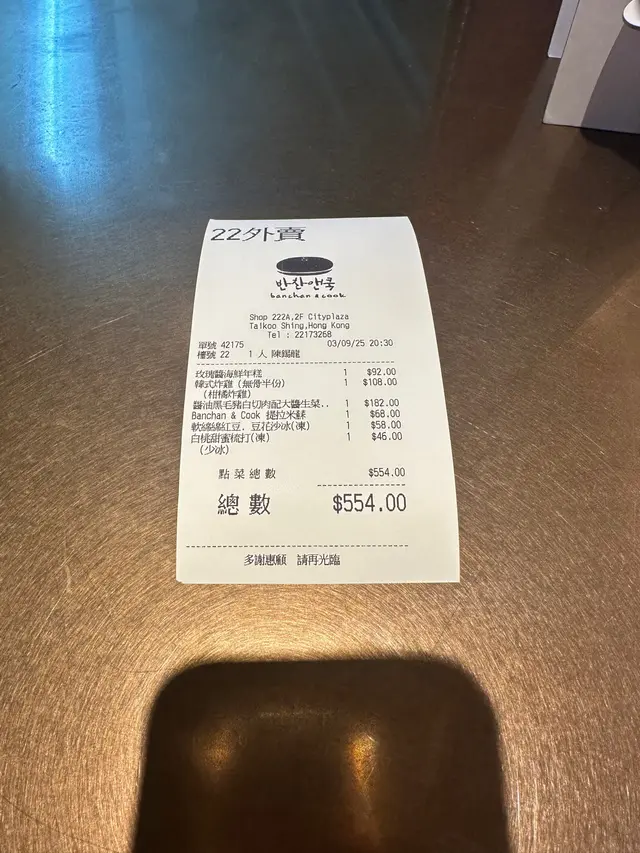 22外賣
반찬앤쿡
banchan & cook
Shop 222A,2F Cityplaza
Taikoo Shing,Hong Kong
Tel : 22173268
單號 42175 03/09/25 20:30
檯號 22 1 人 陳錫龍
玫瑰醬海鮮年糕 1 $92.00
韓式炸雞（無骨半份） 1 $108.00
（柑橘炸雞）
醬油黑毛豬白切肉配大醬生菜.. 1 $182.00
Banchan & Cook 提拉米蘇 1 $68.00
軟綿綿紅豆. 豆花沙冰(凍) 1 $58.00
白桃甜蜜梳打(凍) 1 $46.00
（少冰）
點菜總數 $554.00
總數 $554.00
多謝惠顧 請再光臨